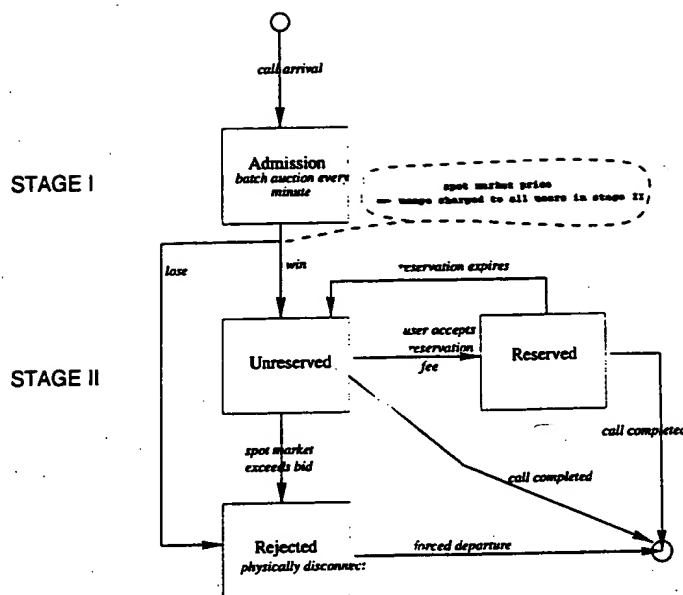 call arrival
STAGE I
Admission
batch auction every
minute
spot market price
usage charged to all users in stage II
lose
win
reservation expires
STAGE II
Unreserved
user accepts
reservation
fee
Reserved
call completed
spot market
exceeds bid
call completed
Rejected
physically disconnect
forced departure